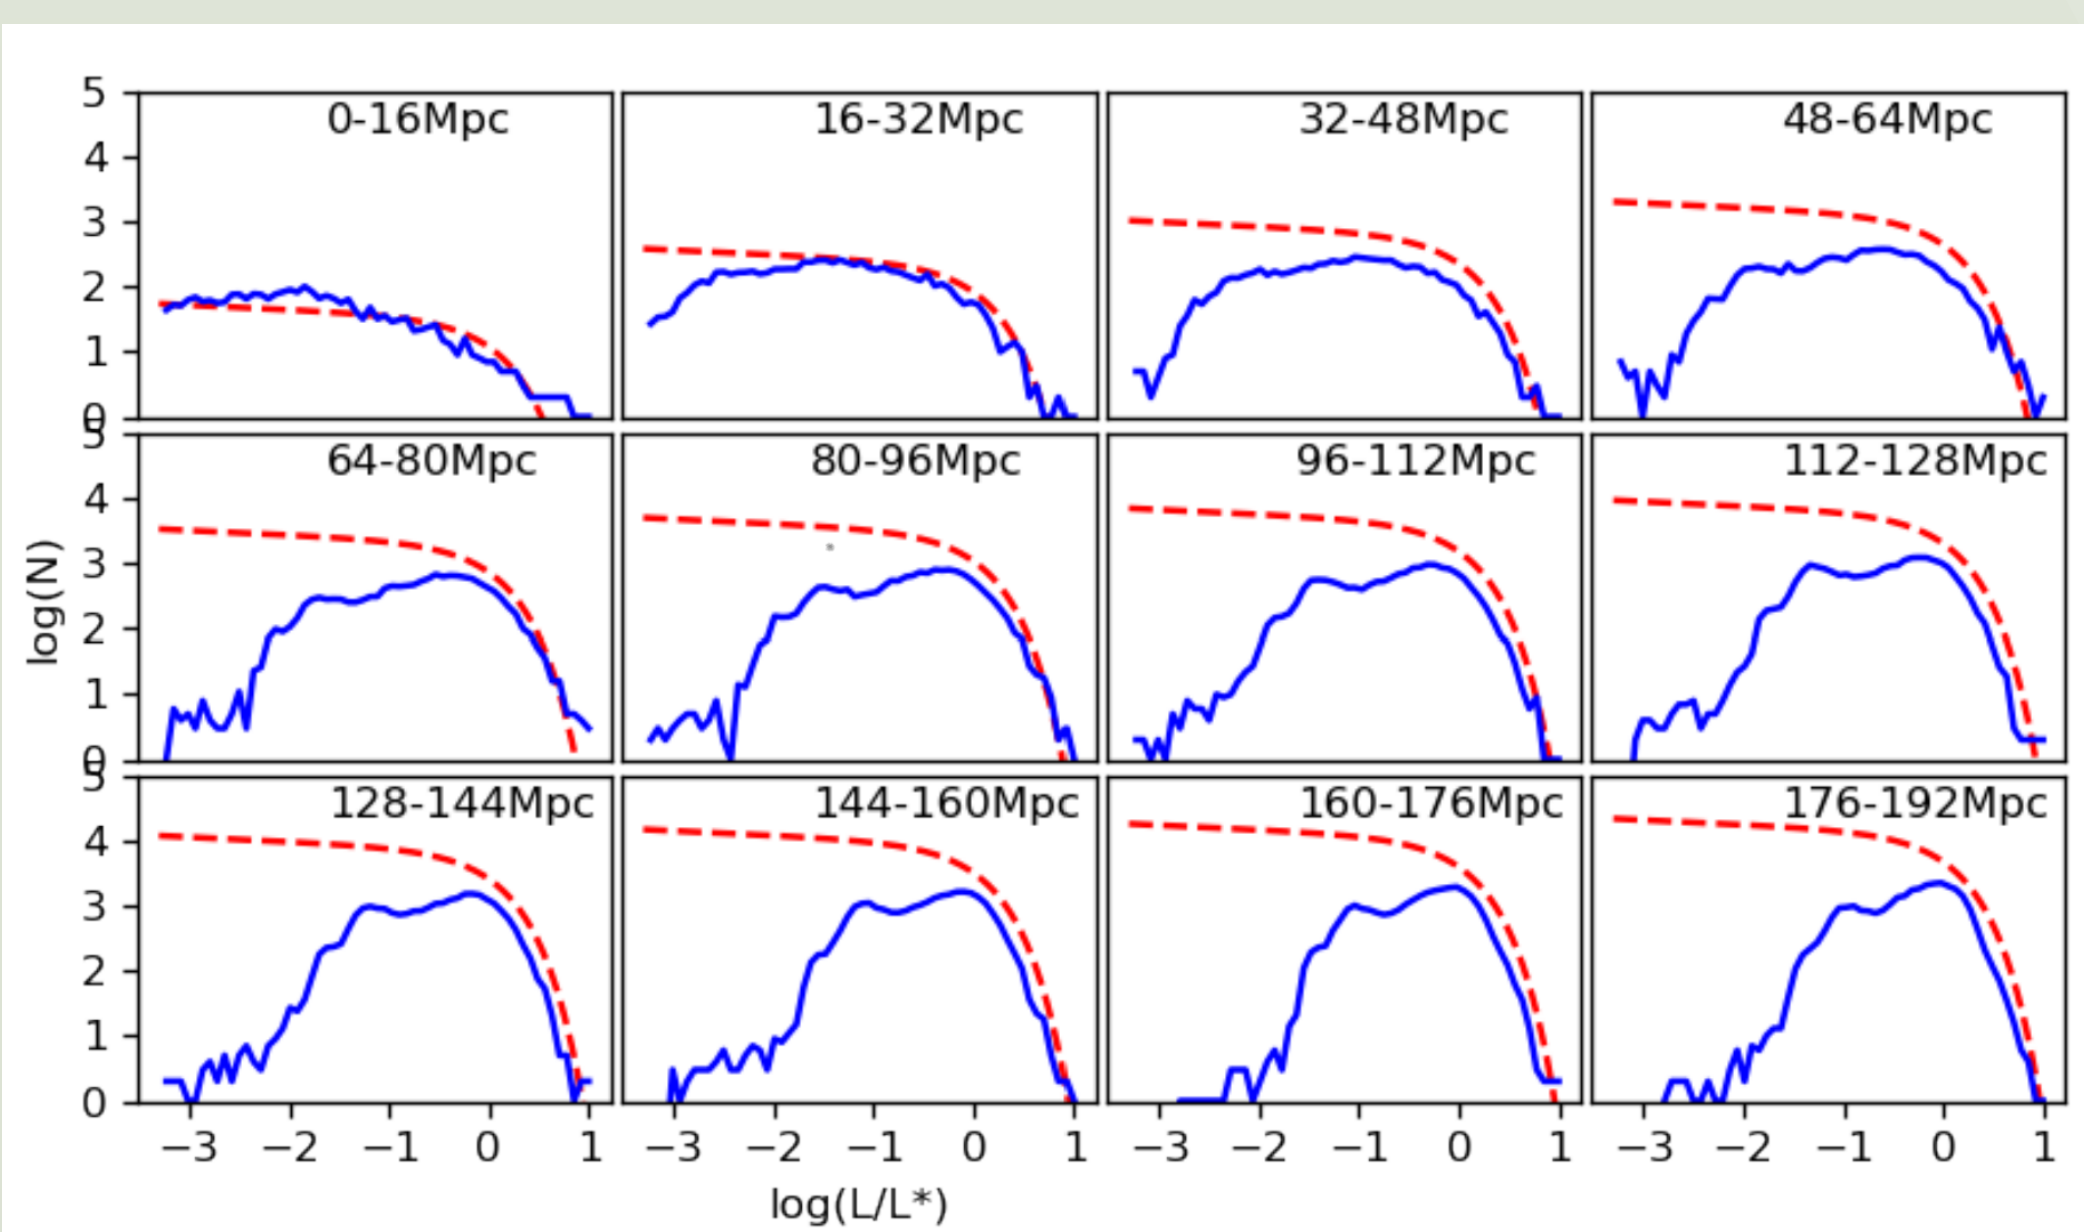 5 0-16Mpc 16-32Mpc 32-48Mpc 48-64Mpc
4
3
2
1
0
5 64-80Mpc 80-96Mpc 96-112Mpc 112-128Mpc
4
3
2
1
0
log(N)
5 128-144Mpc 144-160Mpc 160-176Mpc 176-192Mpc
4
3
2
1
0
−3 −2 −1 0 1 −3 −2 −1 0 1 −3 −2 −1 0 1 −3 −2 −1 0 1
log(L/L*)